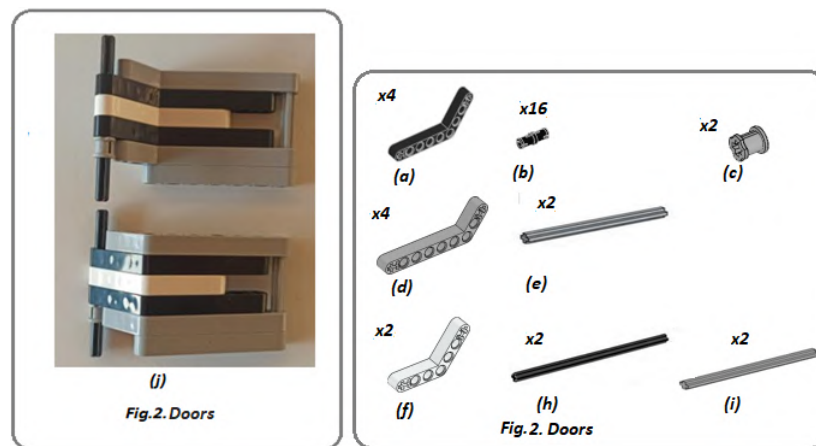 (j)
Fig.2. Doors
x4
(a)
x16
(b)
x2
(c)
x4
(d)
x2
(e)
x2
(f)
x2
(h)
x2
(i)
Fig.2. Doors